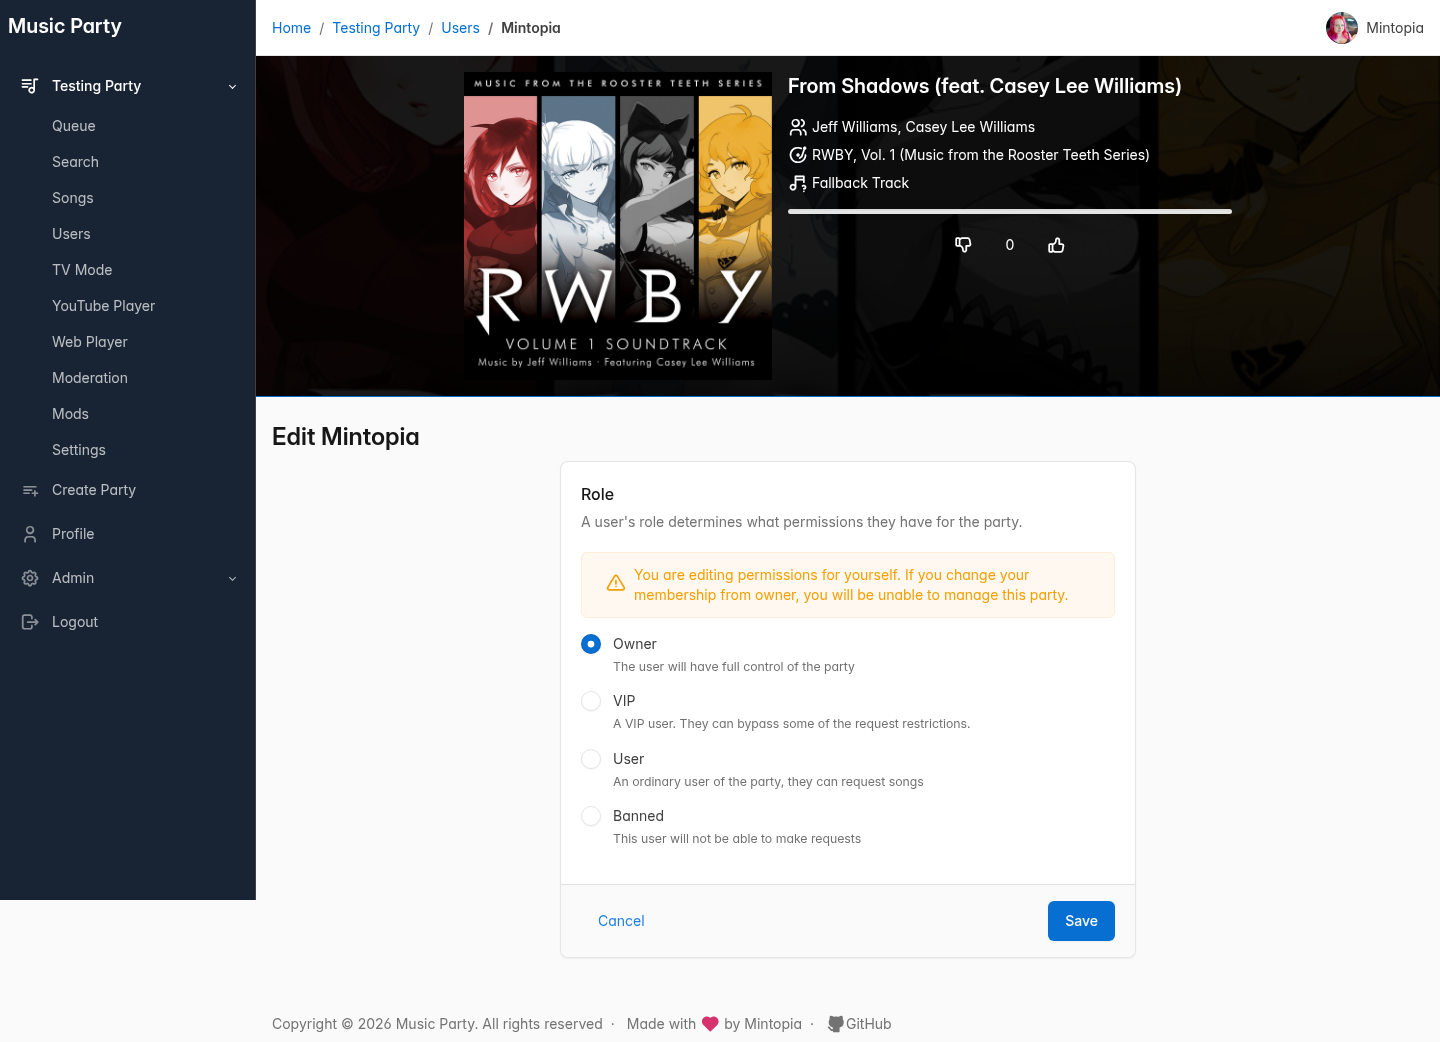 Music Party
Testing Party
Queue
Search
Songs
Users
TV Mode
YouTube Player
Web Player
Moderation
Mods
Settings
Create Party
Profile
Admin
Logout
Home / Testing Party / Users / Mintopia
Mintopia
MUSIC FROM THE ROOSTER TEETH SERIES
RWBY
VOLUME 1 SOUNDTRACK
Music by Jeff Williams · Featuring Casey Lee Williams
From Shadows (feat. Casey Lee Williams)
Jeff Williams, Casey Lee Williams
RWBY, Vol. 1 (Music from the Rooster Teeth Series)
Fallback Track
0
Edit Mintopia
Role
A user's role determines what permissions they have for the party.
You are editing permissions for yourself. If you change your
membership from owner, you will be unable to manage this party.
Owner
The user will have full control of the party
VIP
A VIP user. They can bypass some of the request restrictions.
User
An ordinary user of the party, they can request songs
Banned
This user will not be able to make requests
Cancel
Save
Copyright © 2026 Music Party. All rights reserved · Made with by Mintopia · GitHub